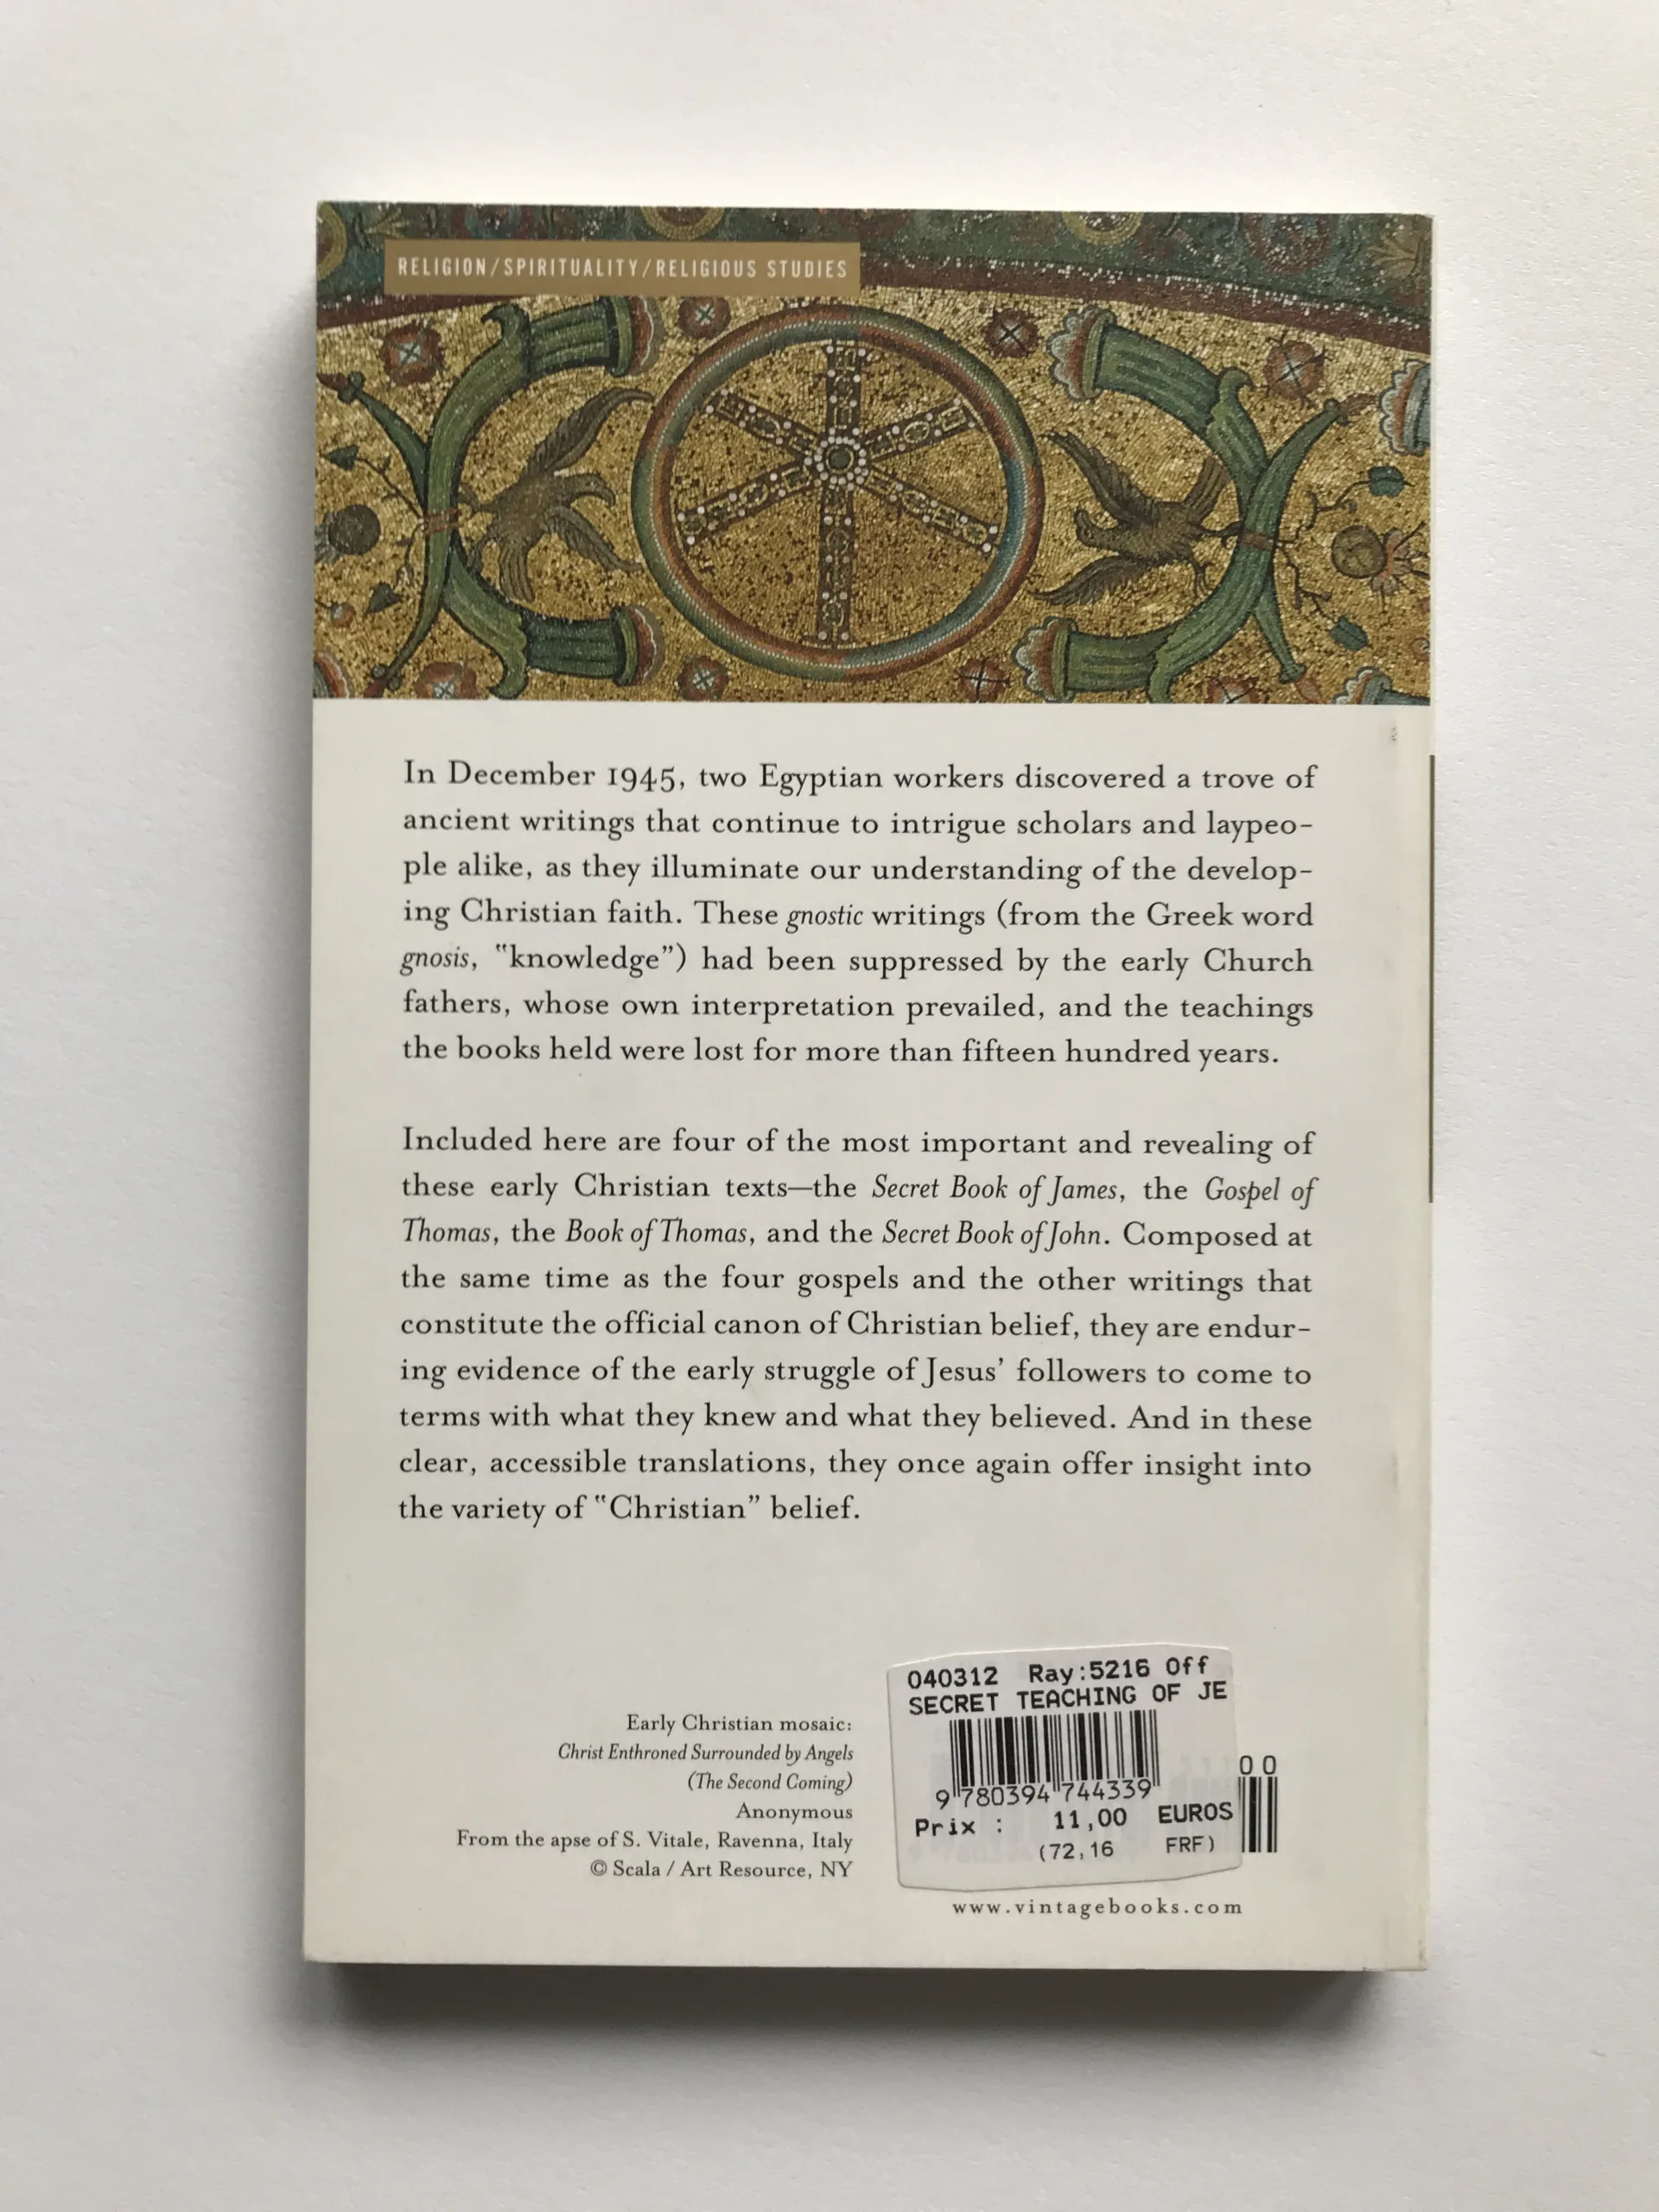 RELIGION/SPIRITUALITY/RELIGIOUS STUDIES
In December 1945, two Egyptian workers discovered a trove of
ancient writings that continue to intrigue scholars and laypeo-
ple alike, as they illuminate our understanding of the develop-
ing Christian faith. These gnostic writings (from the Greek word
gnosis, "knowledge") had been suppressed by the early Church
fathers, whose own interpretation prevailed, and the teachings
the books held were lost for more than fifteen hundred years.
Included here are four of the most important and revealing of
these early Christian texts—the Secret Book of James, the Gospel of
Thomas, the Book of Thomas, and the Secret Book of John. Composed at
the same time as the four gospels and the other writings that
constitute the official canon of Christian belief, they are endur-
ing evidence of the early struggle of Jesus' followers to come to
terms with what they knew and what they believed. And in these
clear, accessible translations, they once again offer insight into
the variety of "Christian" belief.
Early Christian mosaic:
Christ Enthroned Surrounded by Angels
(The Second Coming)
Anonymous
From the apse of S. Vitale, Ravenna, Italy
© Scala / Art Resource, NY
040312 Ray:5216 Off
SECRET TEACHING OF JE
9 780394 744339
00
Prix : 11,00 EUROS
(72,16 FRF)
www.vintagebooks.com